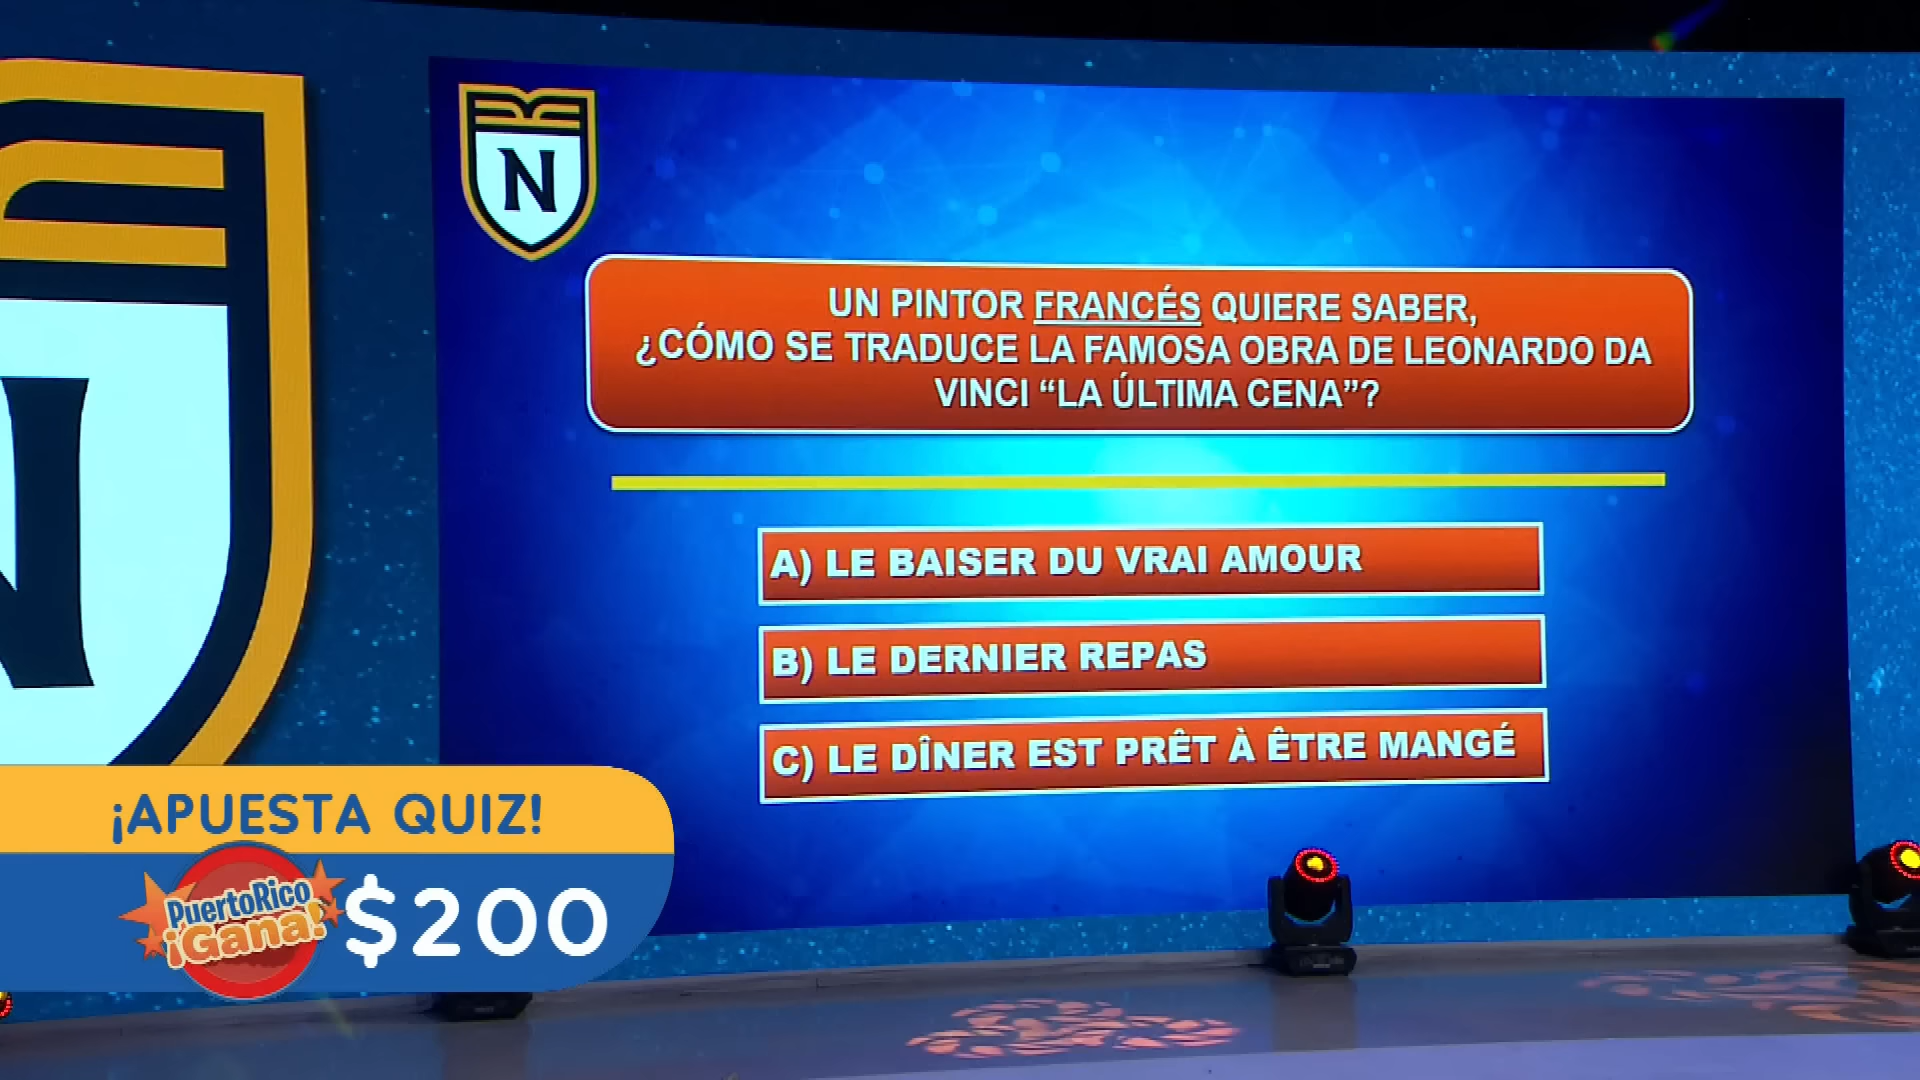 N
UN PINTOR FRANCÉS QUIERE SABER,
¿CÓMO SE TRADUCE LA FAMOSA OBRA DE LEONARDO DA
VINCI “LA ÚLTIMA CENA”?
A) LE BAISER DU VRAI AMOUR
B) LE DERNIER REPAS
C) LE DÎNER EST PRÊT À ÊTRE MANGÉ
N
¡APUESTA QUIZ!
PuertoRico
¡Gana!
$200